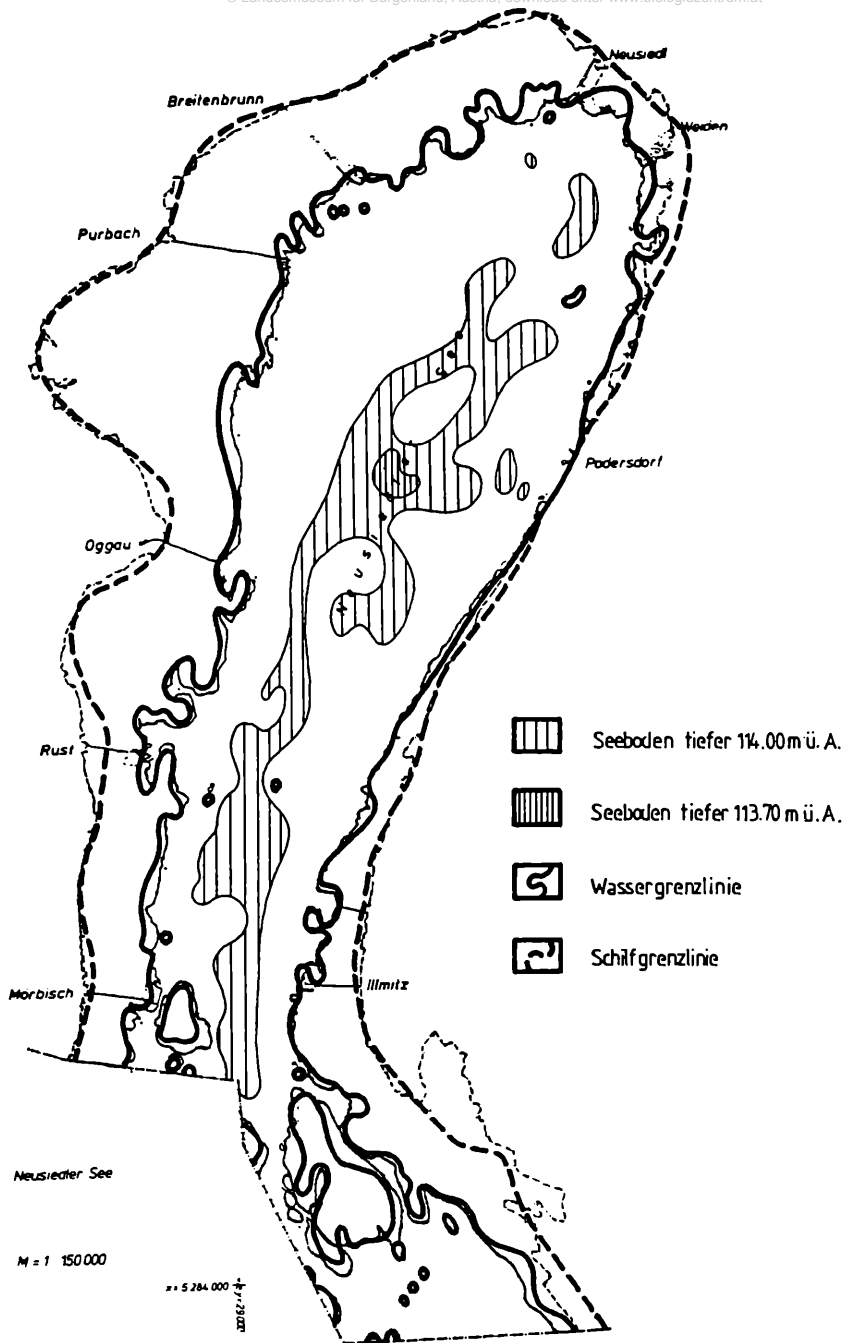 © Landesmuseum für Burgenland, Austria, download unter www.biologiezentrum.at
Neusiedl
Breitenbrunn
Weiden
Purbach
Podersdorf
Oggau
Rust
Seeboden tiefer 114.00 m ü. A.
Seeboden tiefer 113.70 m ü. A.
Wassergrenzlinie
Schilfgrenzlinie
Mörbisch
Illmitz
Neusiedler See
M = 1 150 000
x = 5 284 000